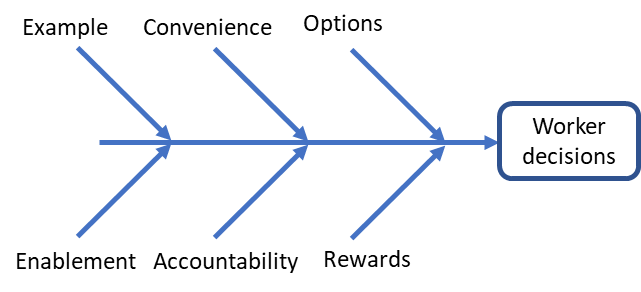 Example
Convenience
Options
Worker
decisions
Enablement
Accountability
Rewards